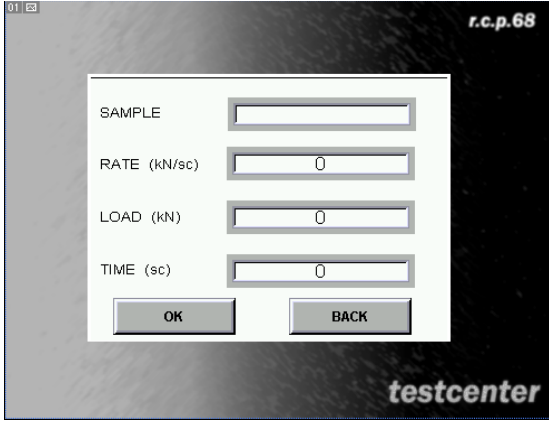 01
r.c.p.68
SAMPLE
RATE (kN/sc) 0
LOAD (kN) 0
TIME (sc) 0
OK BACK
testcenter